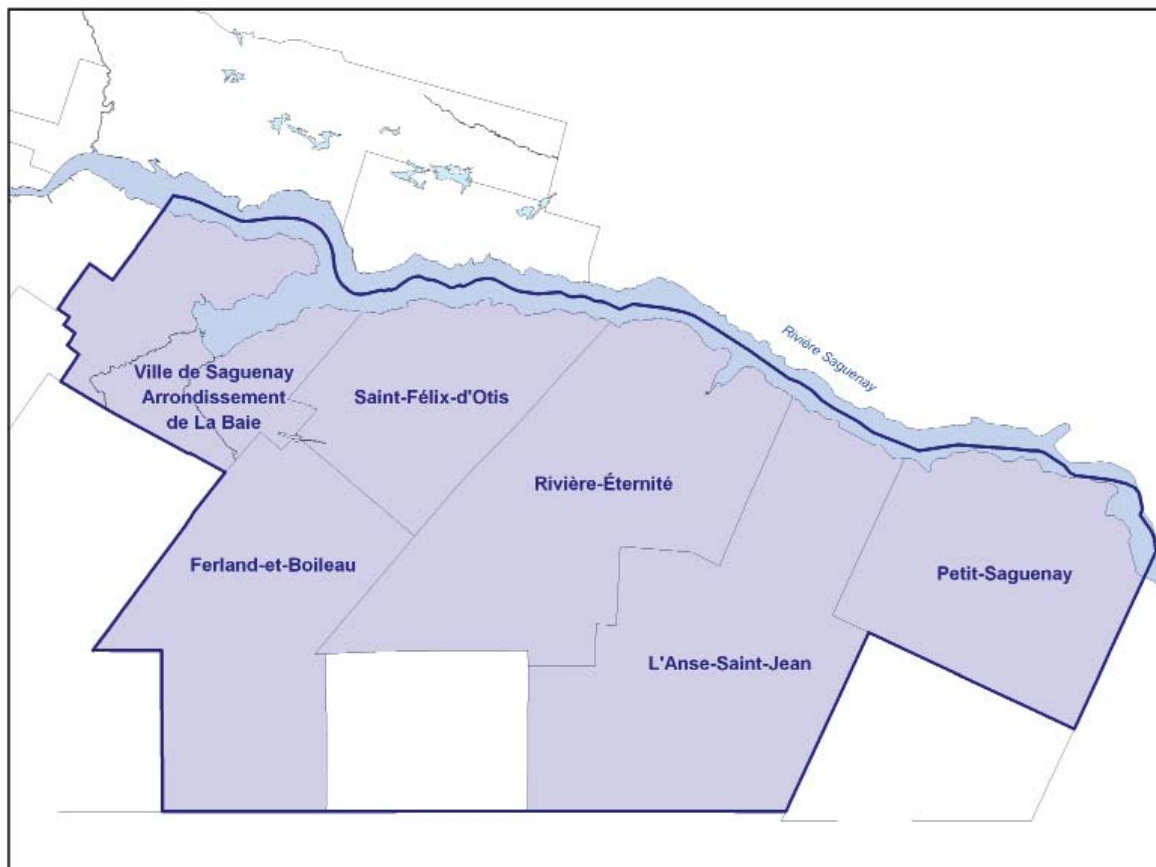 Rivière Saguenay
Ville de Saguenay
Arrondissement
de La Baie
Saint-Félix-d'Otis
Rivière-Éternité
Ferland-et-Boileau
Petit-Saguenay
L'Anse-Saint-Jean